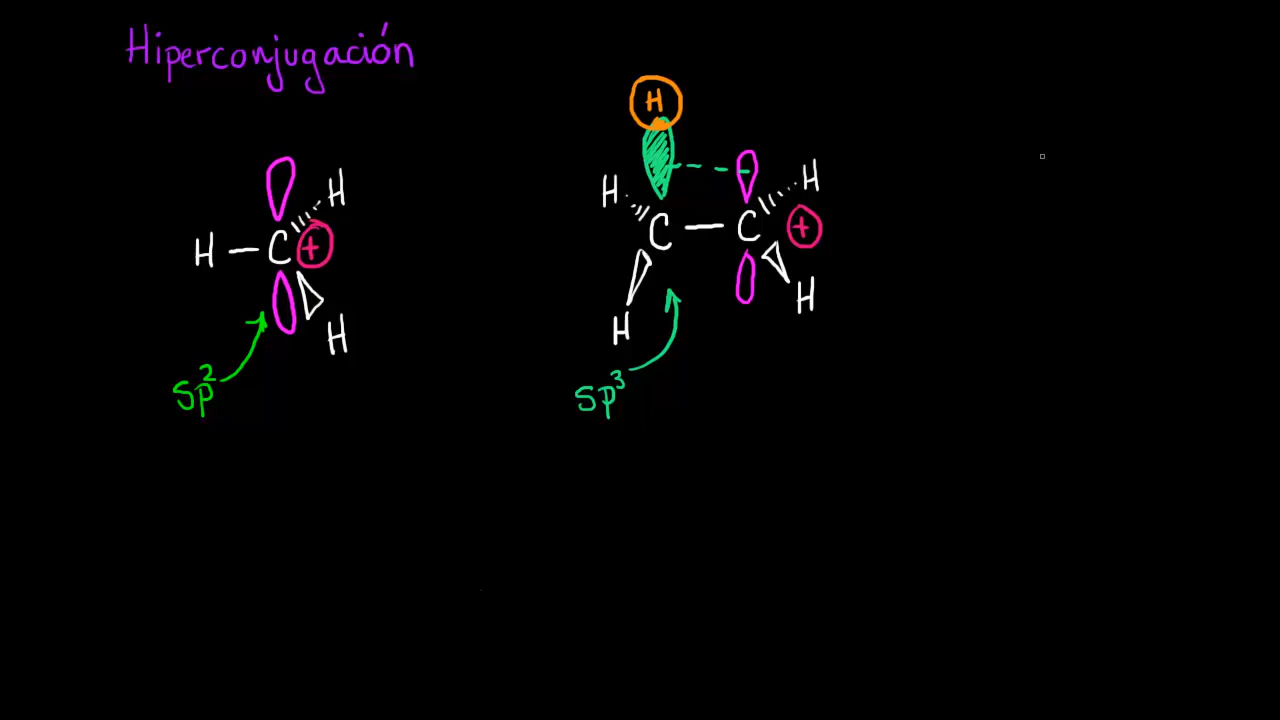 Hiperconjugación
H
H
H
H
H — C +
C — C +
H
H
H
sp²
sp³